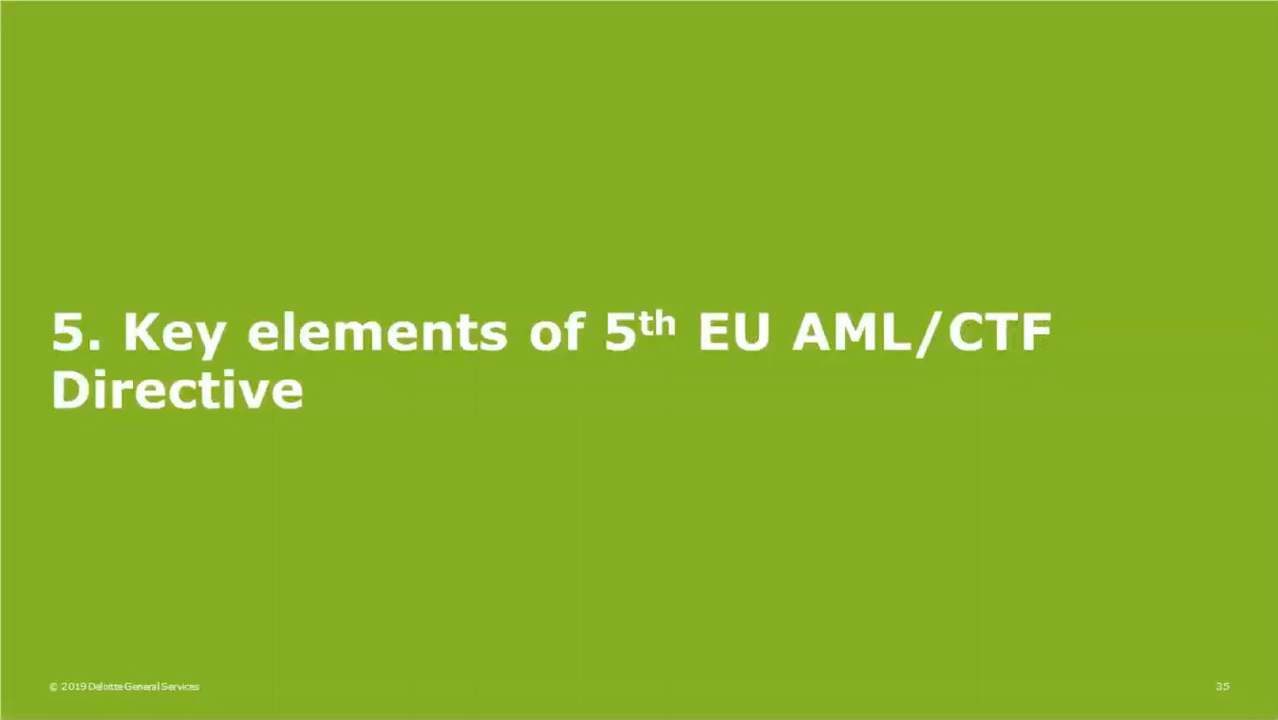 5. Key elements of 5th EU AML/CTF
Directive
© 2019 Deloitte General Services
35